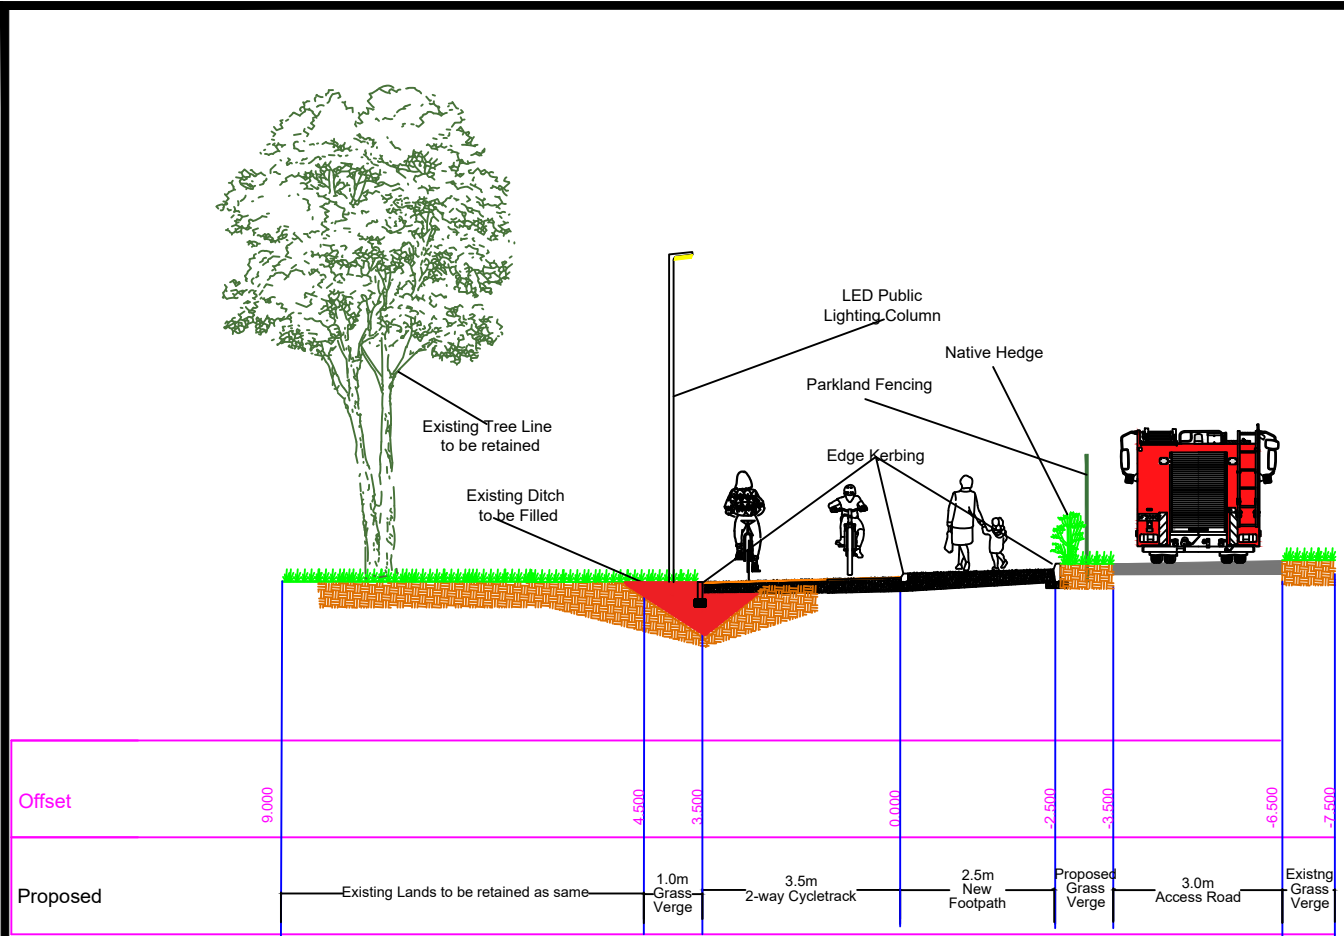 LED Public
Lighting Column
Native Hedge
Parkland Fencing
Existing Tree Line
to be retained
Edge Kerbing
Existing Ditch
to be Filled
Offset
9.000
4.500
3.500
0.000
-2.500
-3.500
-6.500
-7.500
Proposed
Existing Lands to be retained as same
1.0m
Grass
Verge
3.5m
2-way Cycletrack
2.5m
New
Footpath
Proposed
Grass
Verge
3.0m
Access Road
Existng
Grass
Verge